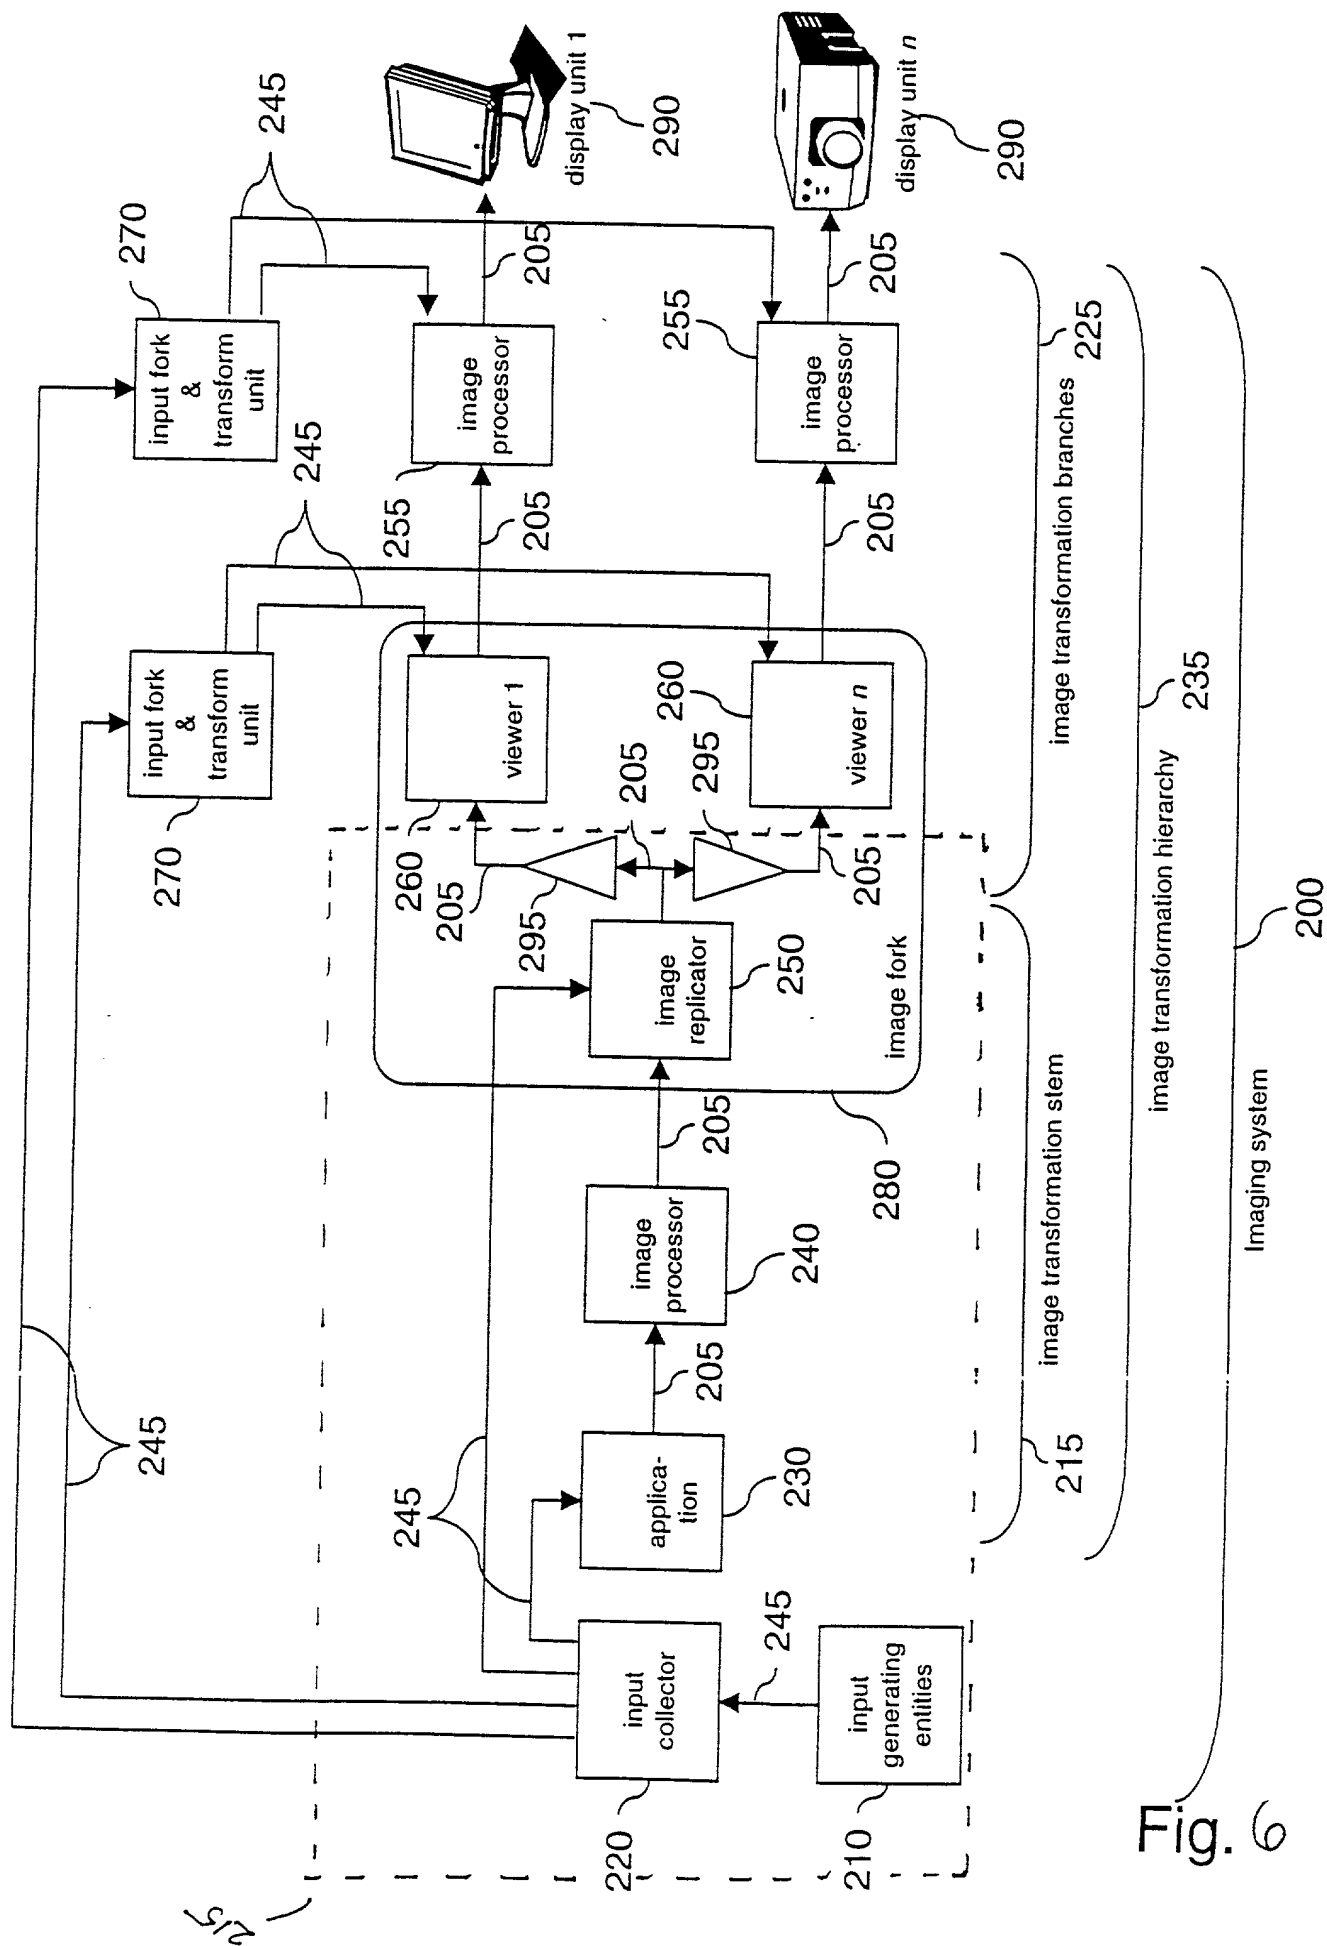 245
270
input fork
&
transform
unit
display unit 1
290
205
255
image
processor
display unit n
290
205
255
image
processor
245
205
205
270
input fork
&
transform
unit
260
viewer 1
260
viewer n
205
295
205
295
205
image
replicator
250
image fork
280
205
image
processor
240
205
245
245
applica-
tion
230
input
collector
220
245
input
generating
entities
210
215
225
image transformation branches
image transformation stem
215
235
image transformation hierarchy
200
Imaging system
Fig. 6